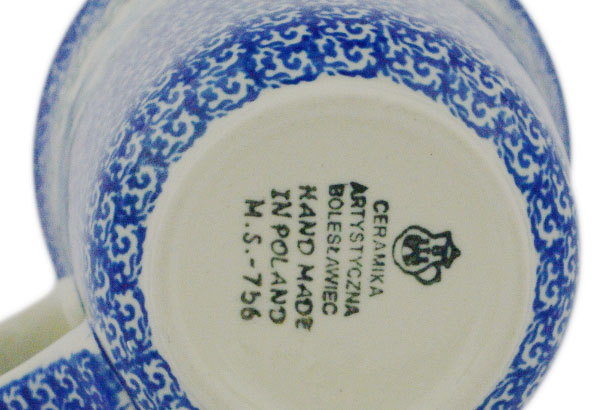 CERAMIKA
ARTYSTYCZNA
BOLESŁAWIEC
HAND MADE
IN POLAND
M.S.-756